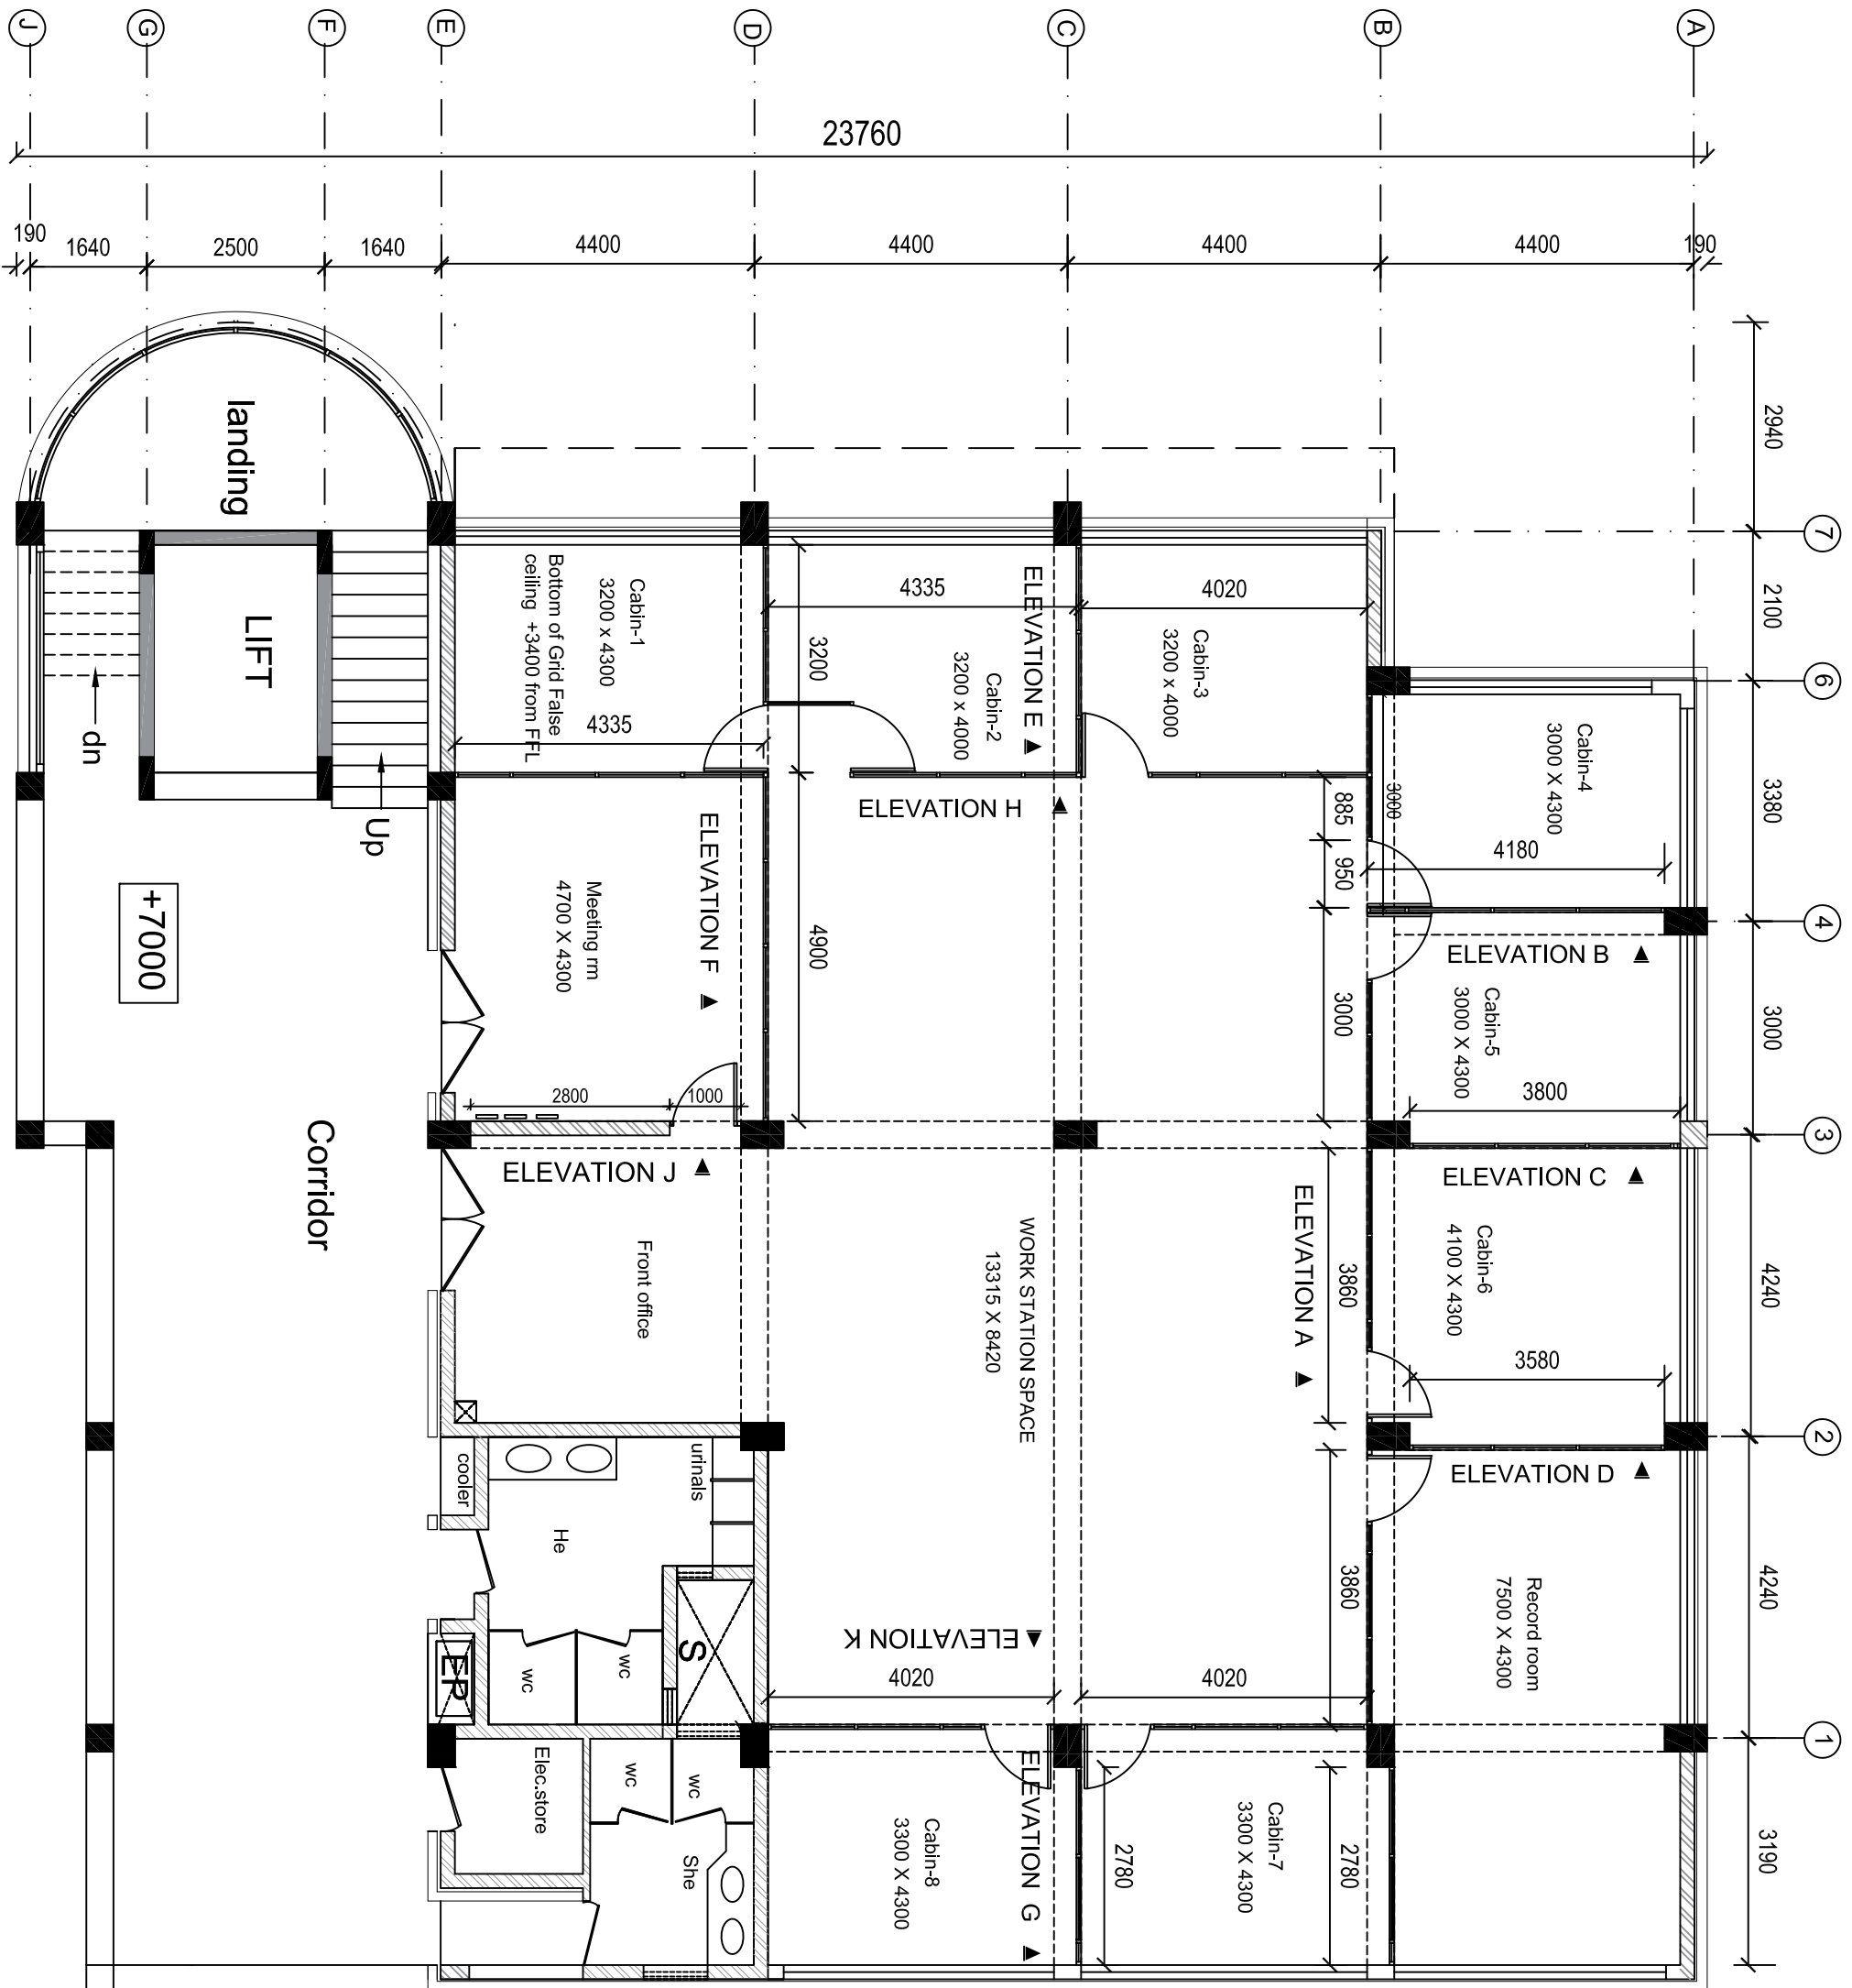 J
G
F
E
D
C
B
A
23760
190
1640
2500
1640
4400
4400
4400
4400
190
2940
7
2100
6
3380
4
3000
3
4240
2
4240
1
3190
landing
LIFT
dn
Up
+7000
Corridor
Cabin-1
3200 x 4300
Bottom of Grid False
ceiling +3400 from FFL
4335
4335
3200
Cabin-2
3200 x 4000
ELEVATION E
4020
Cabin-3
3200 x 4000
Cabin-4
3000 X 4300
3000
4180
ELEVATION H
885
950
3000
ELEVATION F
Meeting rm
4700 X 4300
4900
2800
1000
ELEVATION B
Cabin-5
3000 X 4300
3800
ELEVATION J
Front office
WORK STATION SPACE
13315 X 8420
ELEVATION A
3860
ELEVATION C
Cabin-6
4100 X 4300
3580
ELEVATION D
Record room
7500 X 4300
3860
cooler
urinals
He
wc
wc
S
EP
ELEVATION K
4020
4020
Elec.store
wc
wc
She
Cabin-8
3300 X 4300
ELEVATION G
2780
Cabin-7
3300 X 4300
2780